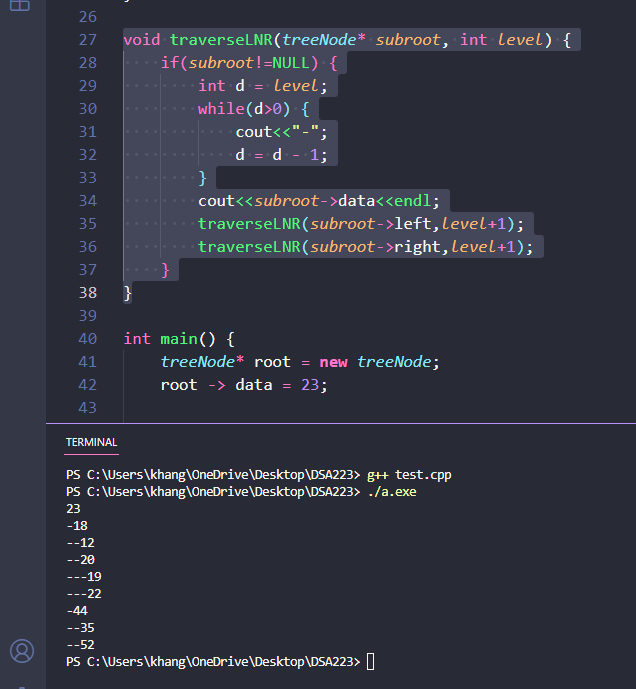 26
27 void traverseLNR(treeNode* subroot, int level) {
28 if(subroot!=NULL) {
29 int d = level;
30 while(d>0) {
31 cout<<"-";
32 d = d - 1;
33 }
34 cout<<subroot->data<<endl;
35 traverseLNR(subroot->left,level+1);
36 traverseLNR(subroot->right,level+1);
37 }
38 }
39
40 int main() {
41 treeNode* root = new treeNode;
42 root -> data = 23;
43
TERMINAL
PS C:\Users\khang\OneDrive\Desktop\DSA223> g++ test.cpp
PS C:\Users\khang\OneDrive\Desktop\DSA223> ./a.exe
23
-18
--12
--20
---19
---22
-44
--35
--52
PS C:\Users\khang\OneDrive\Desktop\DSA223>